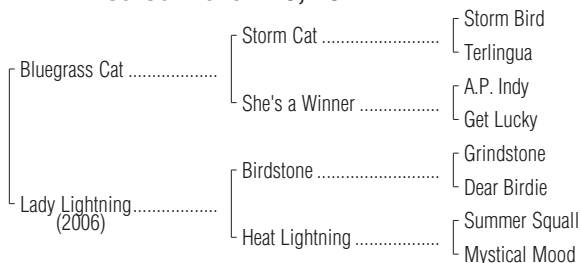 Storm Bird
Storm Cat ........................
Terlingua
Bluegrass Cat ..................
A.P. Indy
She's a Winner ................
Get Lucky
Grindstone
Birdstone ........................
Dear Birdie
Lady Lightning.................
(2006)
Summer Squall
Heat Lightning .................
Mystical Mood